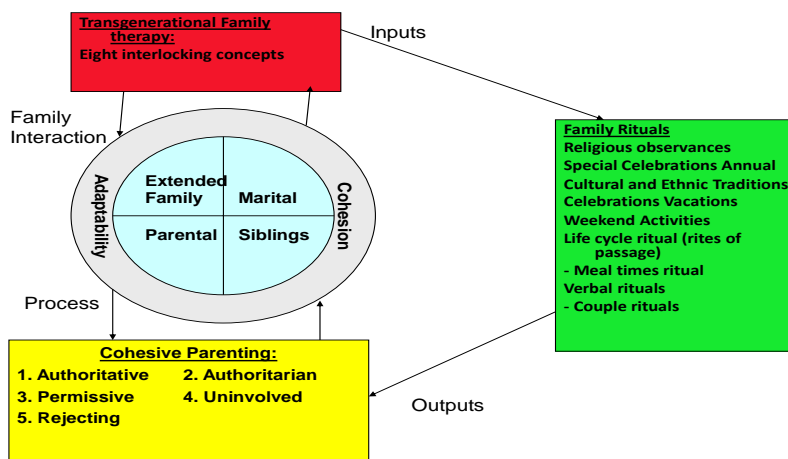 Transgenerational Family
therapy:
Eight interlocking concepts
Inputs
Family
Interaction
Adaptability
Extended
Family
Marital
Parental
Siblings
Cohesion
Family Rituals
Religious observances
Special Celebrations Annual
Cultural and Ethnic Traditions
Celebrations Vacations
Weekend Activities
Life cycle ritual (rites of
passage)
- Meal times ritual
Verbal rituals
- Couple rituals
Process
Cohesive Parenting:
1. Authoritative 2. Authoritarian
3. Permissive 4. Uninvolved
5. Rejecting
Outputs